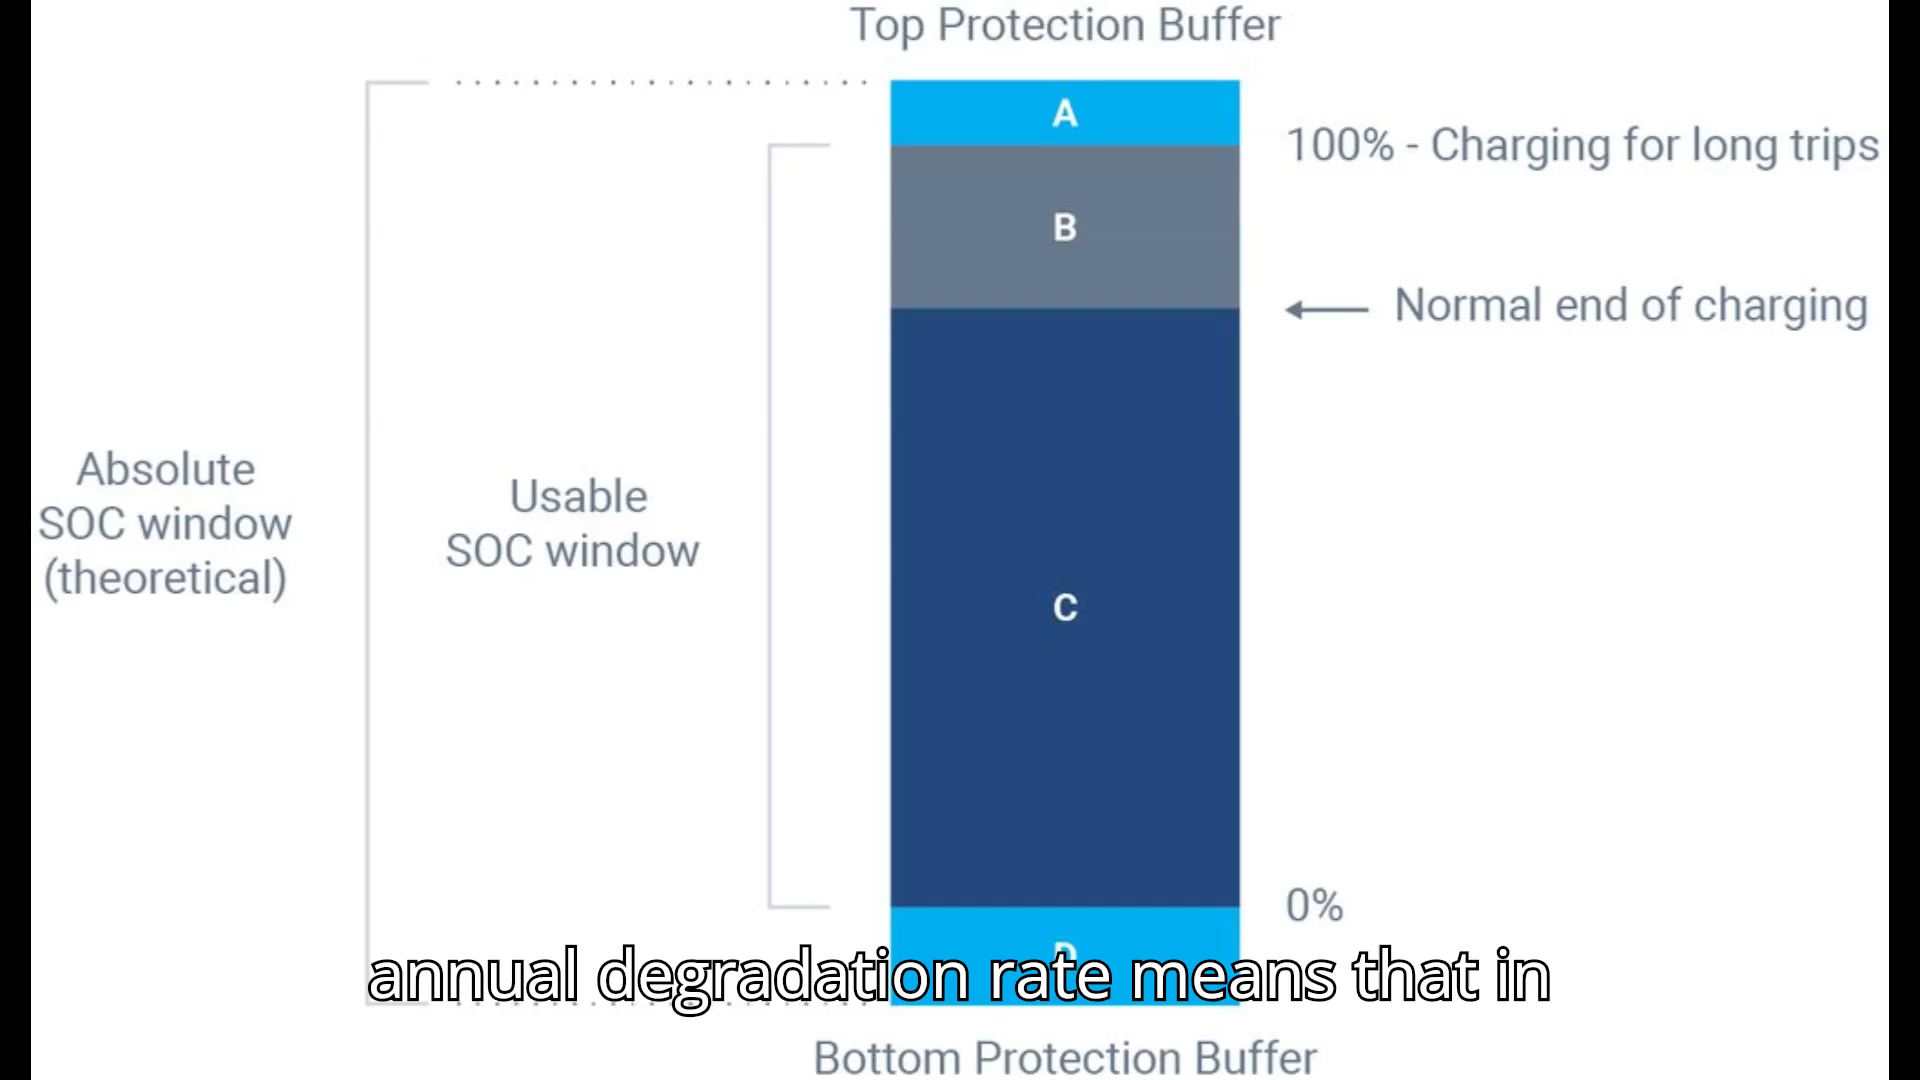 Top Protection Buffer
A
100% - Charging for long trips
B
Normal end of charging
Absolute
SOC window
(theoretical)
Usable
SOC window
C
0%
D
annual degradation rate means that in
Bottom Protection Buffer